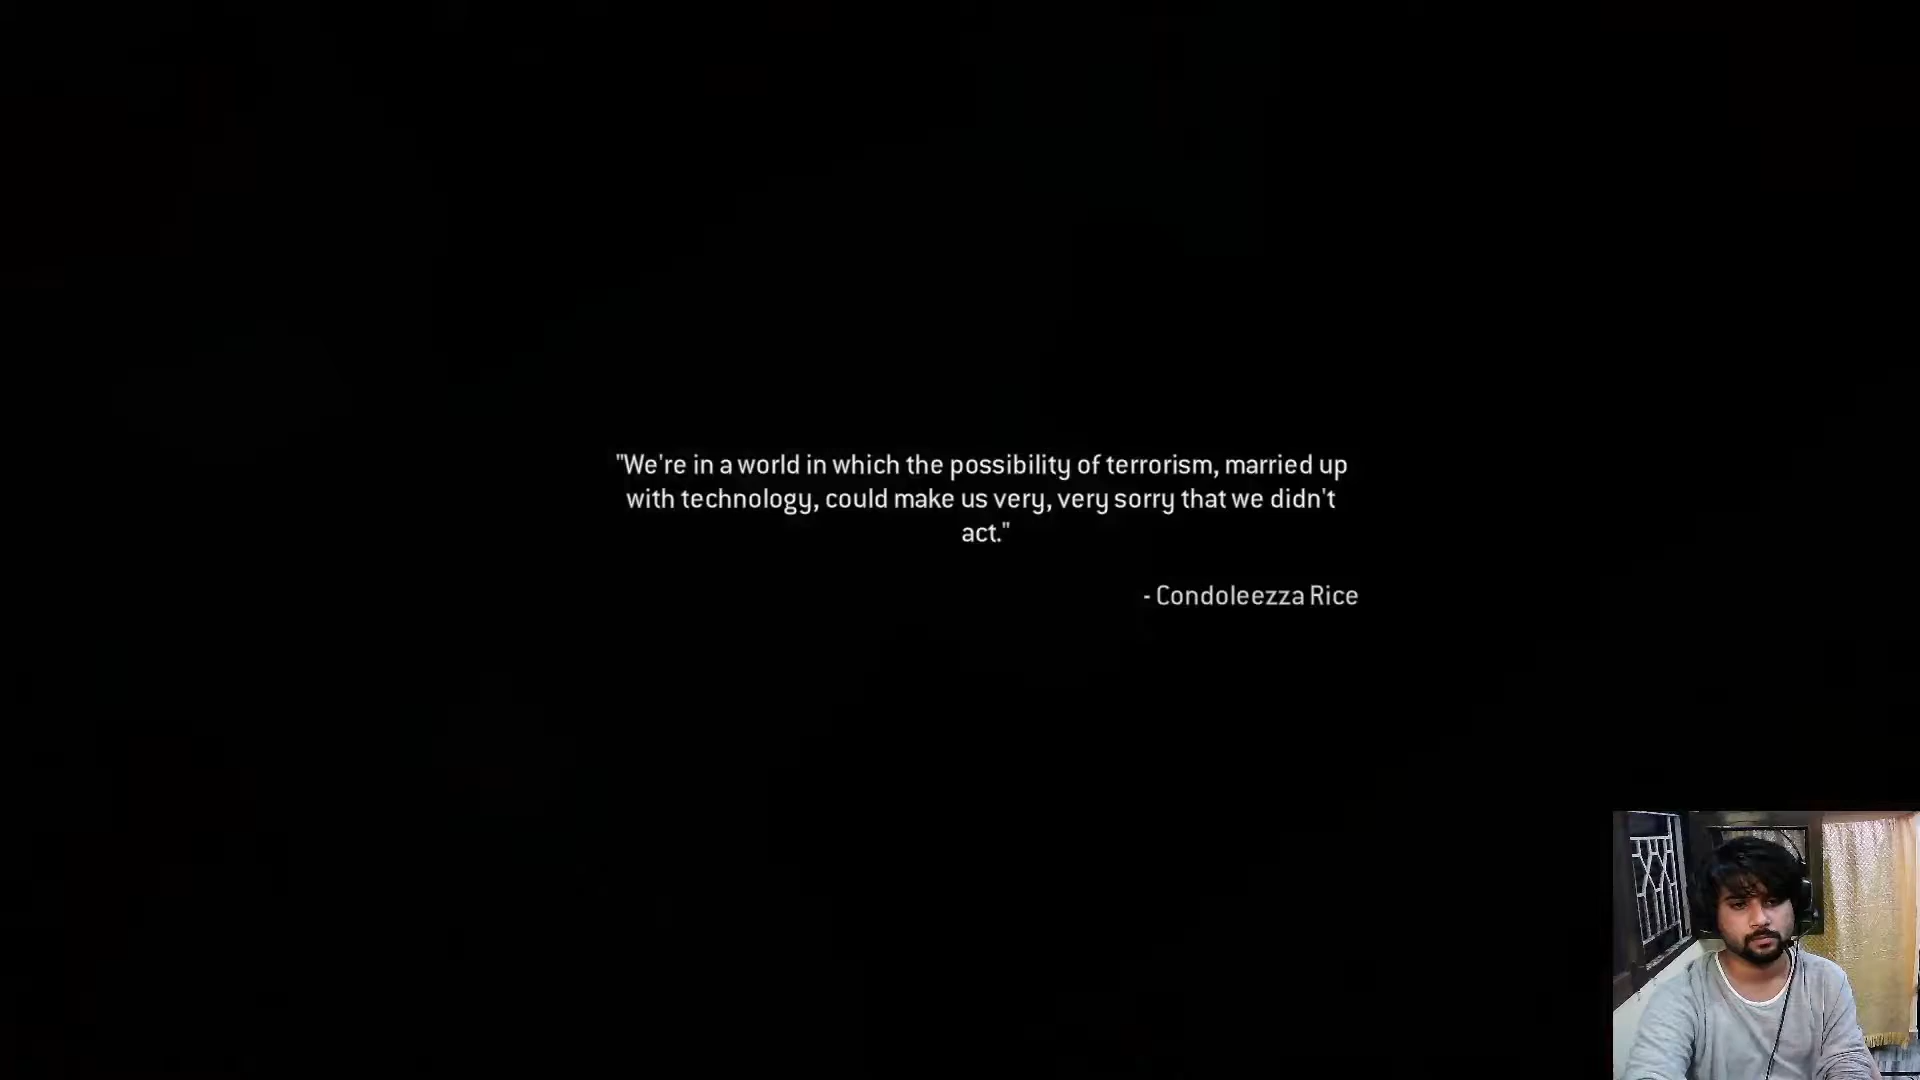 "We're in a world in which the possibility of terrorism, married up
with technology, could make us very, very sorry that we didn't
act."
- Condoleezza Rice